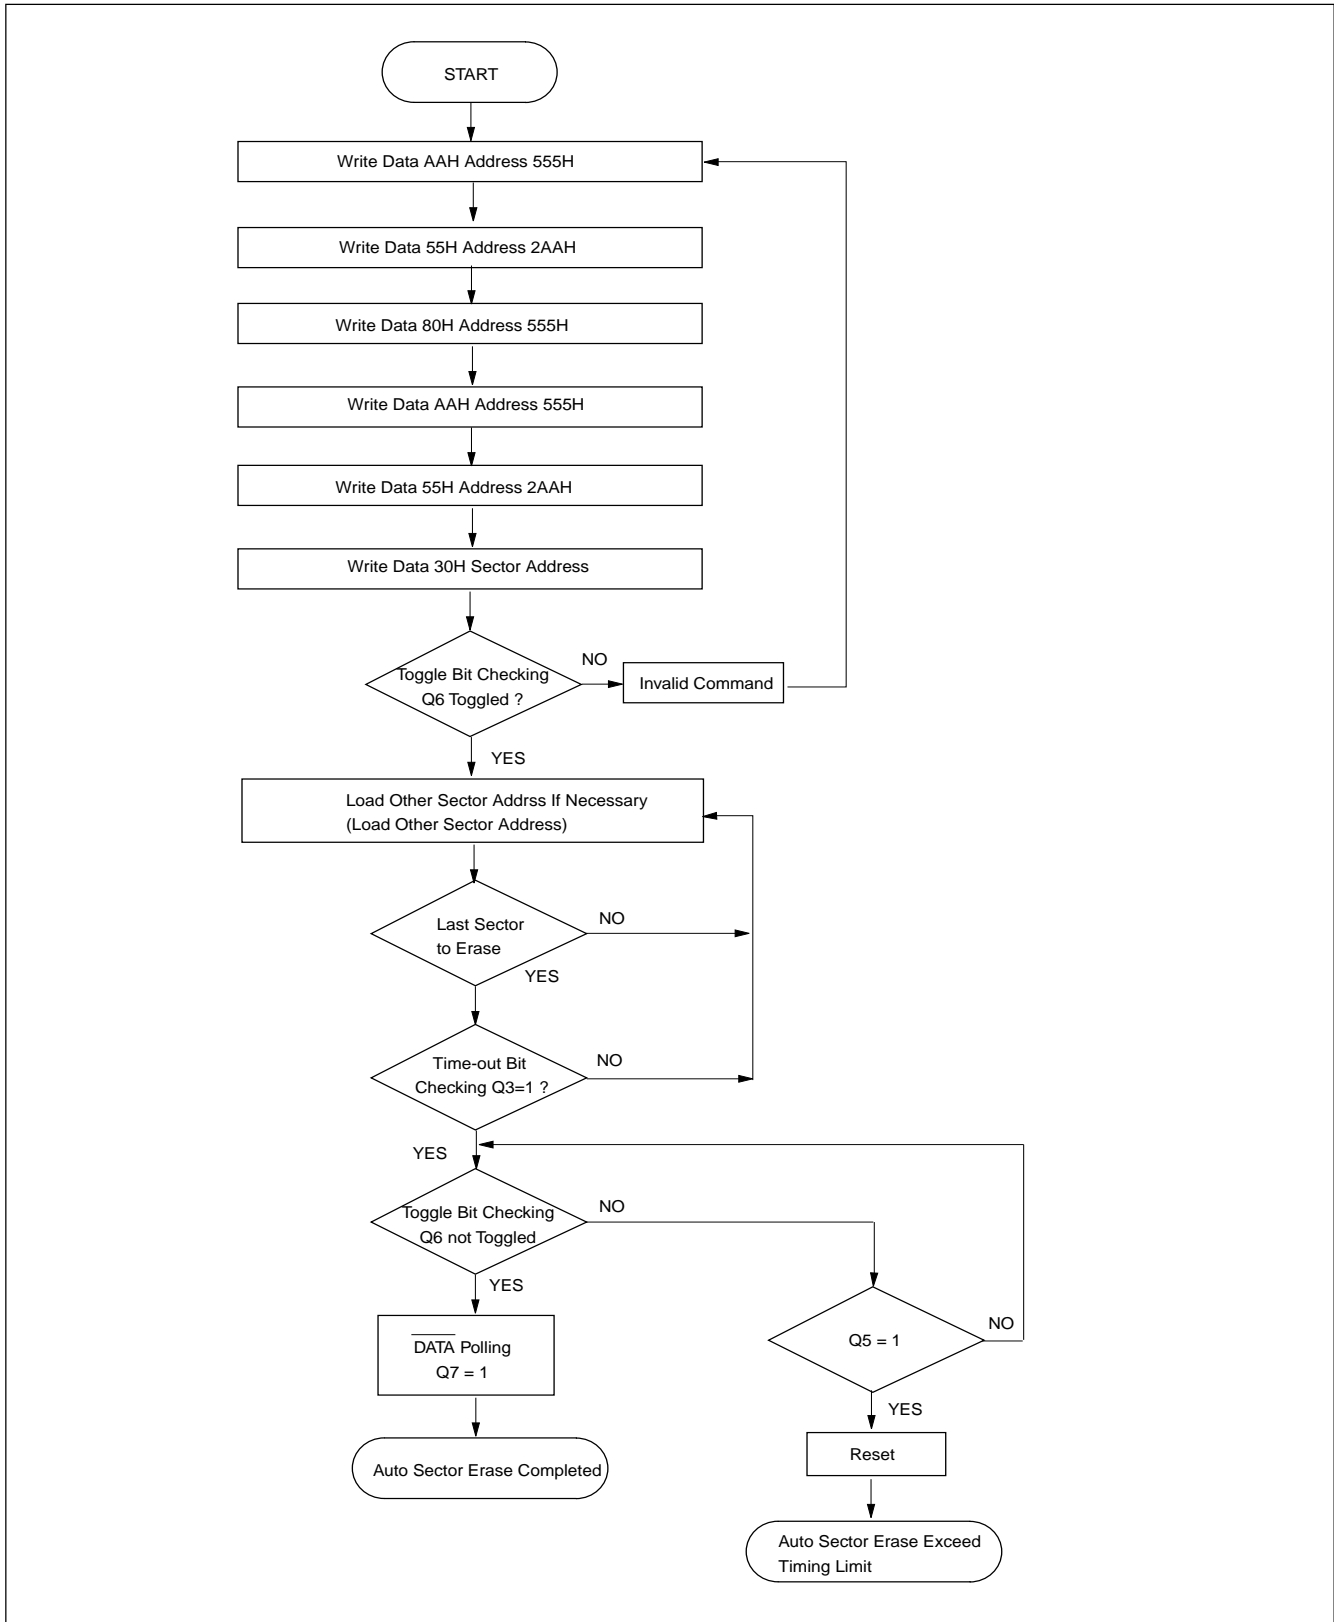 START
Write Data AAH Address 555H
Write Data 55H Address 2AAH
Write Data 80H Address 555H
Write Data AAH Address 555H
Write Data 55H Address 2AAH
Write Data 30H Sector Address
Toggle Bit Checking
Q6 Toggled ?
NO
Invalid Command
YES
Load Other Sector Addrss If Necessary
(Load Other Sector Address)
Last Sector
to Erase
NO
YES
Time-out Bit
Checking Q3=1 ?
NO
YES
Toggle Bit Checking
Q6 not Toggled
NO
YES
DATA Polling
Q7 = 1
Q5 = 1
NO
YES
Auto Sector Erase Completed
Reset
Auto Sector Erase Exceed
Timing Limit